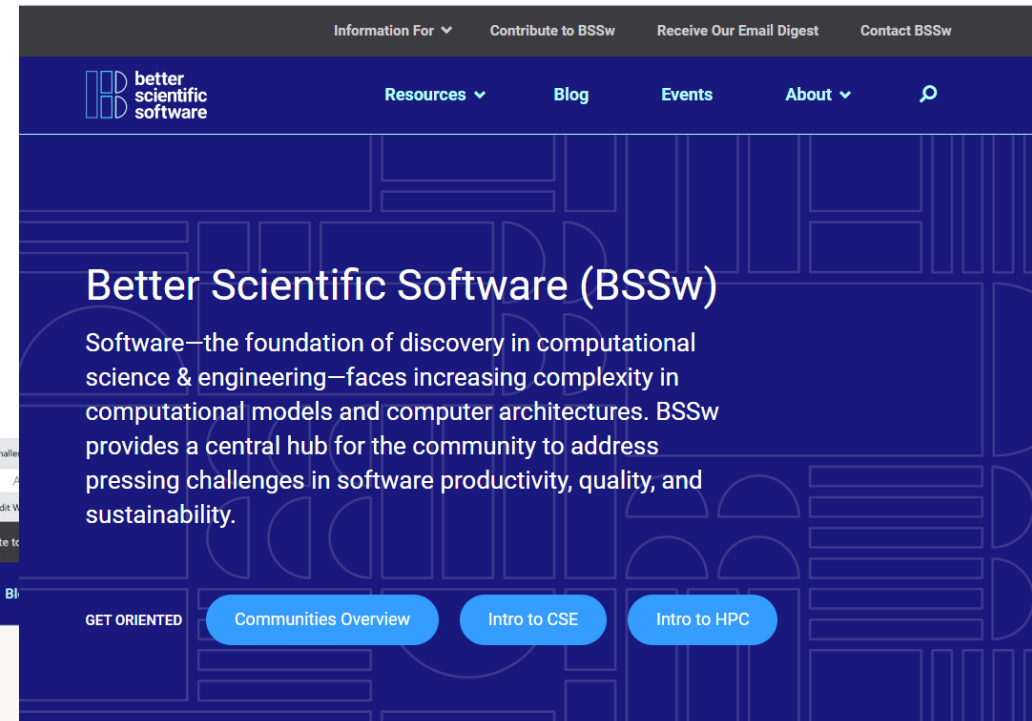 Information For Contribute to BSSw Receive Our Email Digest Contact BSSw
better
scientific
software
Resources Blog Events About
Better Scientific Software (BSSw)
Software—the foundation of discovery in computational
science & engineering—faces increasing complexity in
computational models and computer architectures. BSSw
provides a central hub for the community to address
pressing challenges in software productivity, quality, and
sustainability.
GET ORIENTED Communities Overview Intro to CSE Intro to HPC